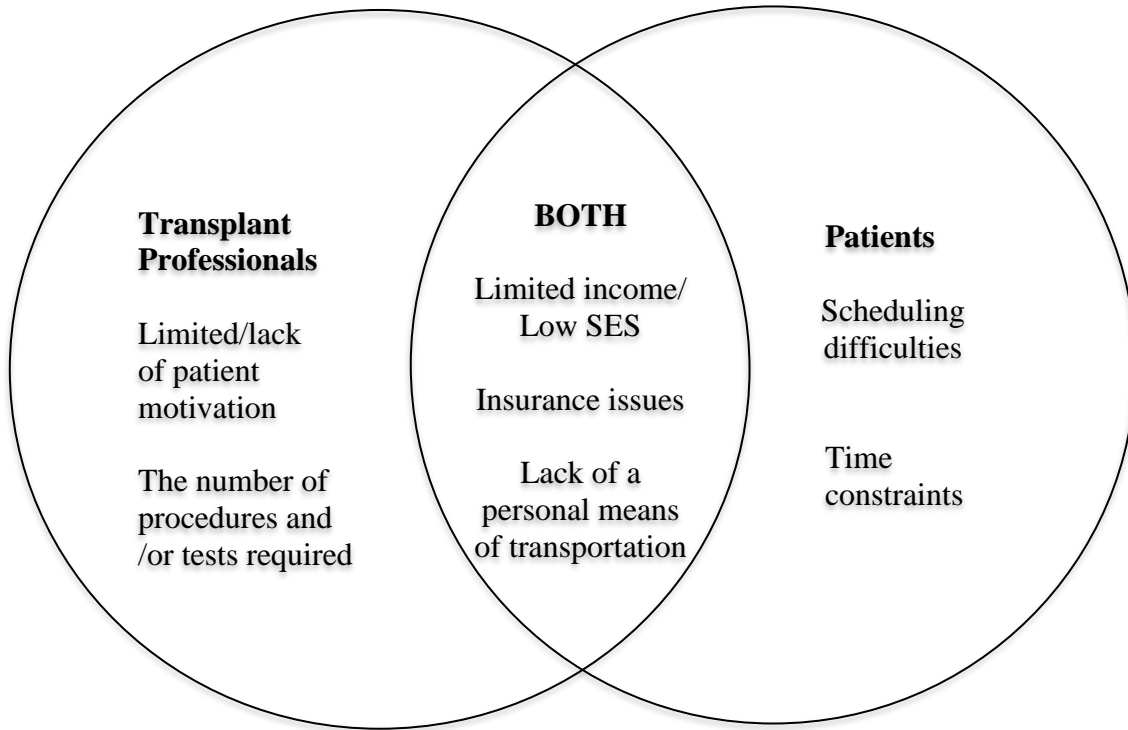 Transplant
Professionals
Limited/lack
of patient
motivation
The number of
procedures and
/or tests required
BOTH
Limited income/
Low SES
Insurance issues
Lack of a
personal means
of transportation
Patients
Scheduling
difficulties
Time
constraints